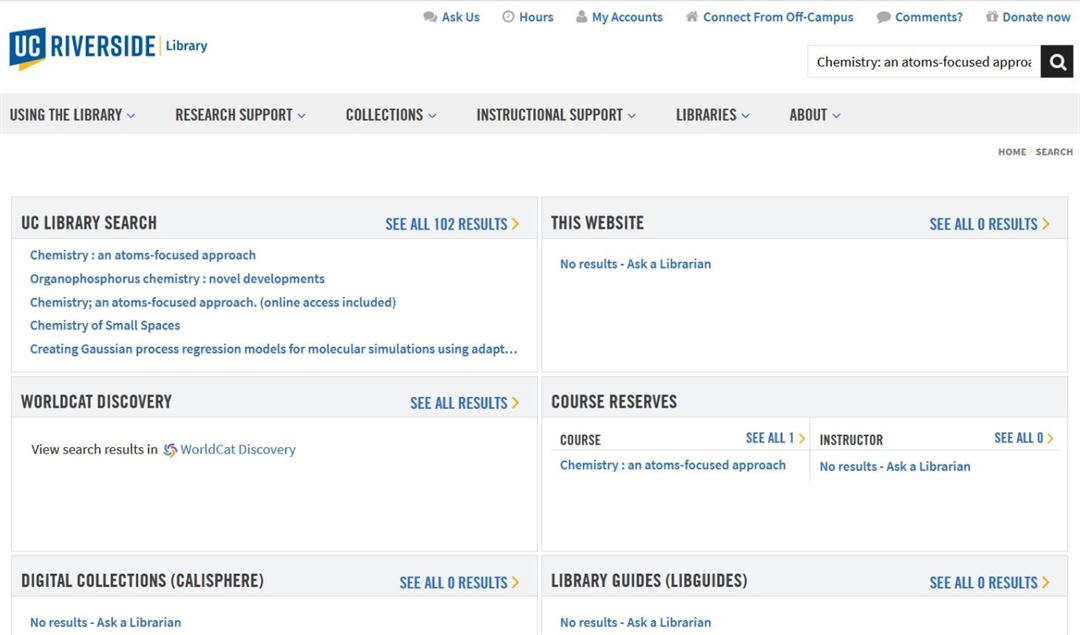 Ask Us Hours My Accounts Connect From Off-Campus Comments? Donate now
UC RIVERSIDE Library
Chemistry: an atoms-focused approa
USING THE LIBRARY RESEARCH SUPPORT COLLECTIONS INSTRUCTIONAL SUPPORT LIBRARIES ABOUT
HOME / SEARCH
UC LIBRARY SEARCH SEE ALL 102 RESULTS
Chemistry : an atoms-focused approach
Organophosphorus chemistry : novel developments
Chemistry; an atoms-focused approach. (online access included)
Chemistry of Small Spaces
Creating Gaussian process regression models for molecular simulations using adapt...
THIS WEBSITE SEE ALL 0 RESULTS
No results - Ask a Librarian
WORLDCAT DISCOVERY SEE ALL RESULTS
View search results in WorldCat Discovery
COURSE RESERVES
COURSE SEE ALL 1
Chemistry : an atoms-focused approach
INSTRUCTOR SEE ALL 0
No results - Ask a Librarian
DIGITAL COLLECTIONS (CALISPHERE) SEE ALL 0 RESULTS
No results - Ask a Librarian
LIBRARY GUIDES (LIBGUIDES) SEE ALL 0 RESULTS
No results - Ask a Librarian